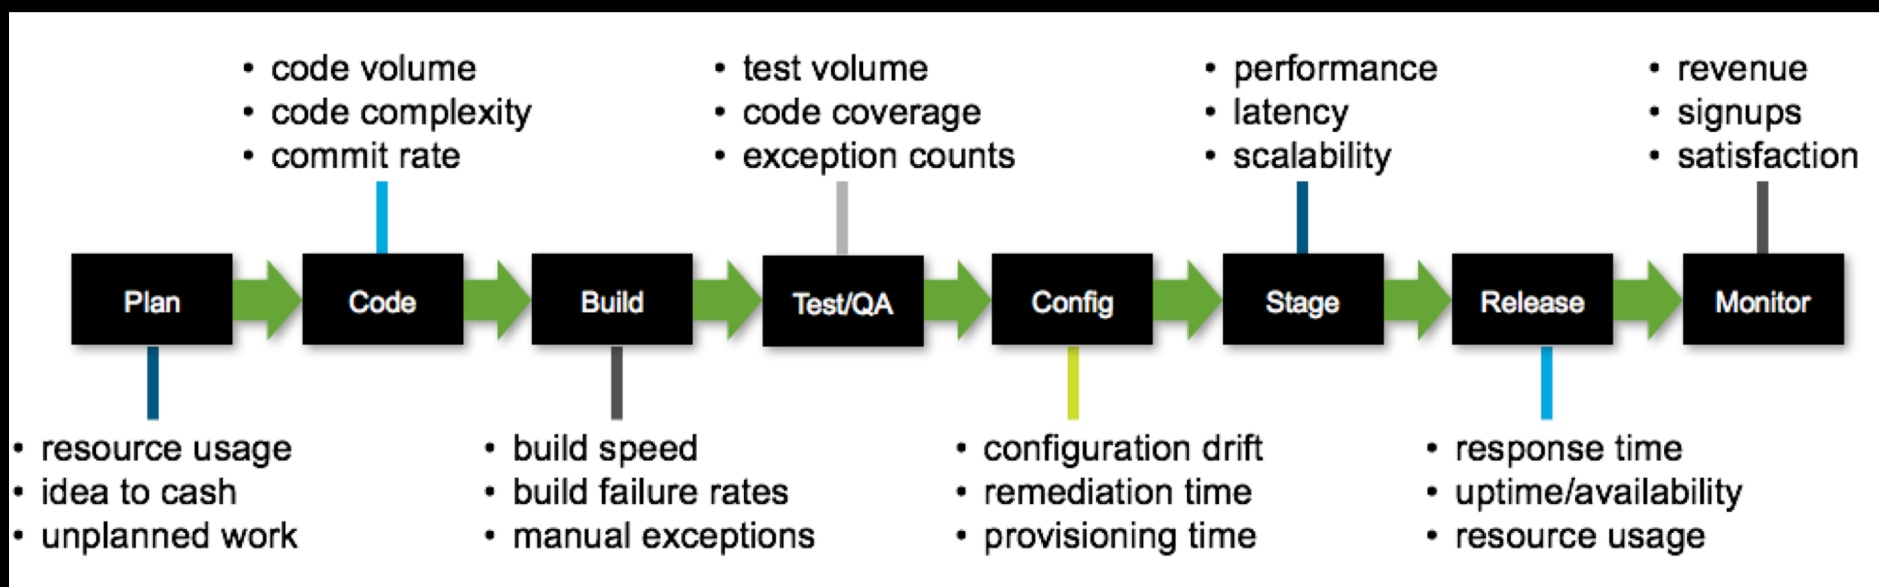 • code volume
• code complexity
• commit rate
• test volume
• code coverage
• exception counts
• performance
• latency
• scalability
• revenue
• signups
• satisfaction
Plan
Code
Build
Test/QA
Config
Stage
Release
Monitor
• resource usage
• idea to cash
• unplanned work
• build speed
• build failure rates
• manual exceptions
• configuration drift
• remediation time
• provisioning time
• response time
• uptime/availability
• resource usage